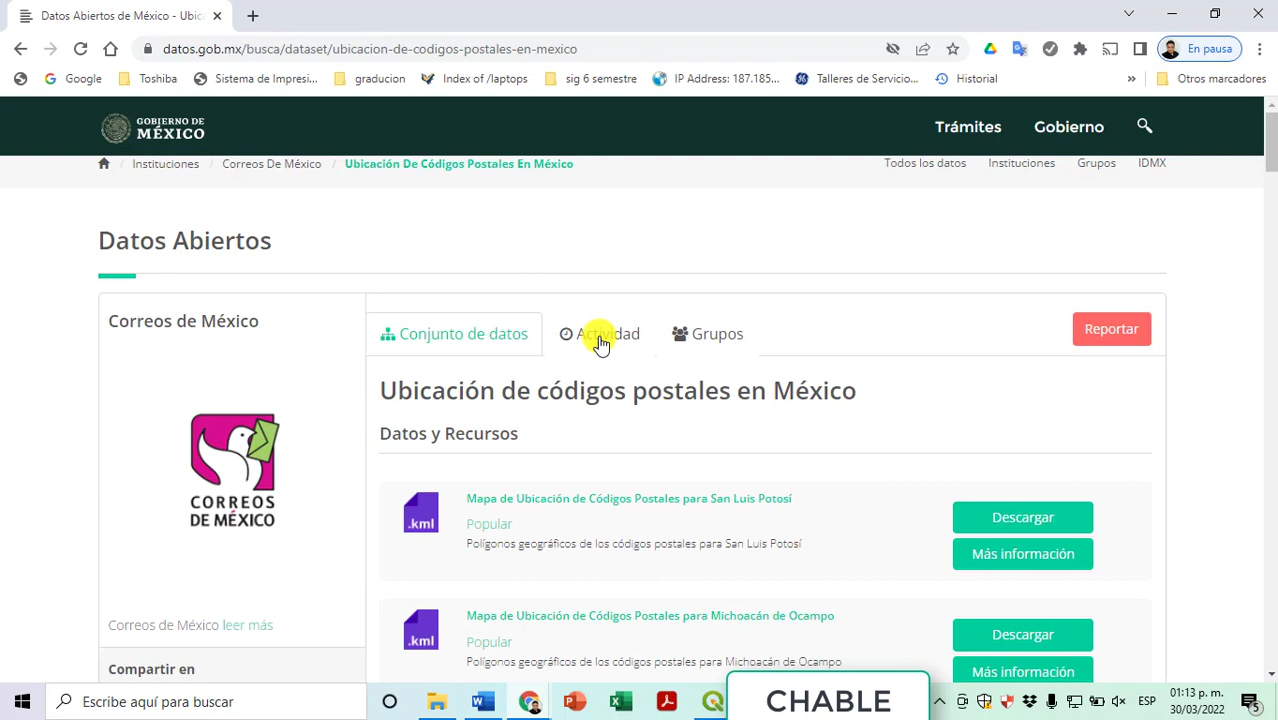 Datos Abiertos de México - Ubic
datos.gob.mx/busca/dataset/ubicacion-de-codigos-postales-en-mexico
En pausa
Google
Toshiba
Sistema de Impresi...
graducion
Index of /laptops
sig 6 semestre
IP Address: 187.185...
Talleres de Servicio...
Historial
»
Otros marcadores
GOBIERNO DE
MÉXICO
Trámites
Gobierno
/ Instituciones / Correos De México / Ubicación De Códigos Postales En México
Todos los datos
Instituciones
Grupos
IDMX
Datos Abiertos
Correos de México
Conjunto de datos
Actividad
Grupos
Reportar
Ubicación de códigos postales en México
Datos y Recursos
CORREOS
DE MÉXICO
.kml
Mapa de Ubicación de Códigos Postales para San Luis Potosí
Popular
Polígonos geográficos de los códigos postales para San Luis Potosí
Descargar
Más información
.kml
Mapa de Ubicación de Códigos Postales para Michoacán de Ocampo
Popular
Polígonos geográficos de los códigos postales para Michoacán de Ocampo
Descargar
Más información
Correos de México leer más
Compartir en
Escribe aquí para buscar
CHABLE
ESP
01:13 p. m.
30/03/2022
5